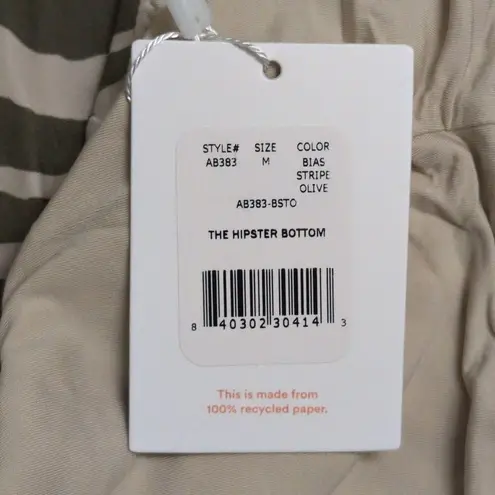 STYLE# SIZE COLOR
AB383 M BIAS
STRIPE
OLIVE
AB383-BSTO
THE HIPSTER BOTTOM
8 40302 30414 3
This is made from
100% recycled paper.